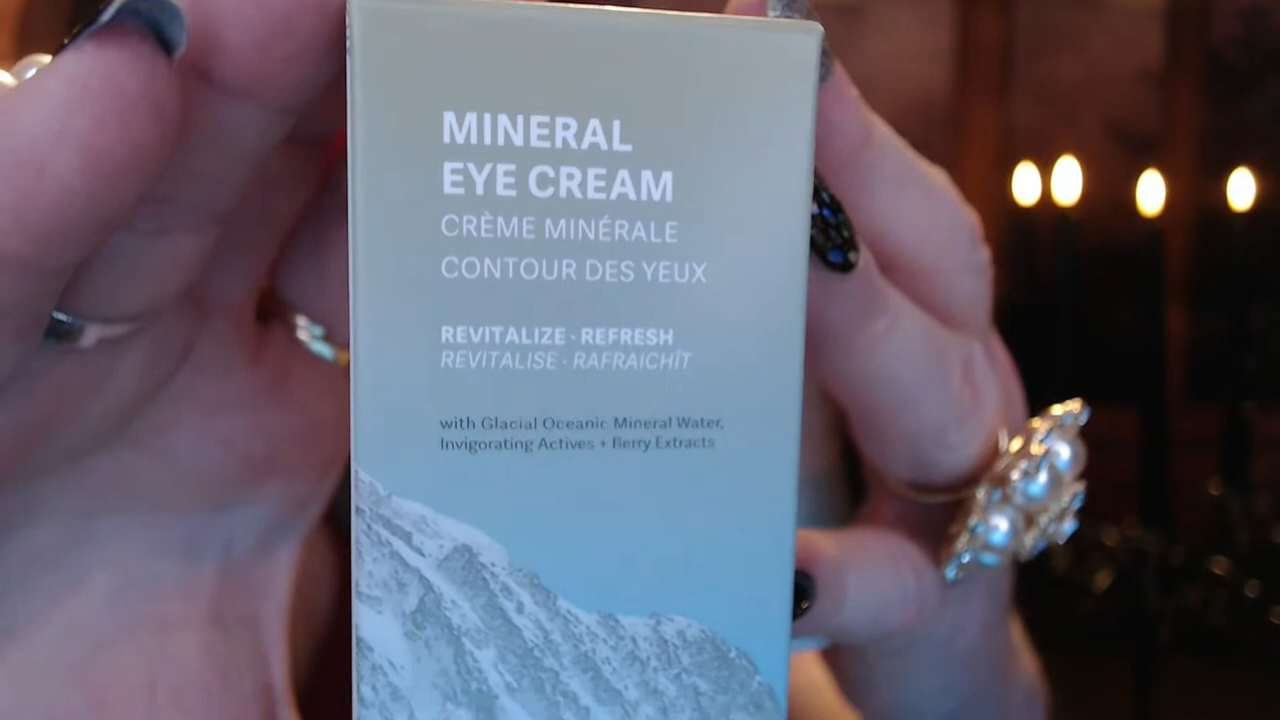 MINERAL
EYE CREAM
CRÈME MINÉRALE
CONTOUR DES YEUX
REVITALIZE · REFRESH
REVITALISE · RAFRAICHÎT
with Glacial Oceanic Mineral Water,
Invigorating Actives + Berry Extracts